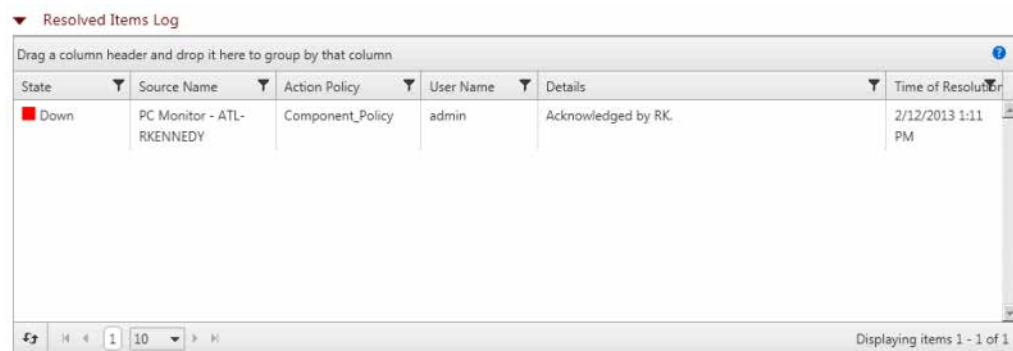 Resolved Items Log
Drag a column header and drop it here to group by that column
State Source Name Action Policy User Name Details Time of Resolution
Down PC Monitor - ATL- Component_Policy admin Acknowledged by RK. 2/12/2013 1:11
RKENNEDY PM
1 10 Displaying items 1 - 1 of 1